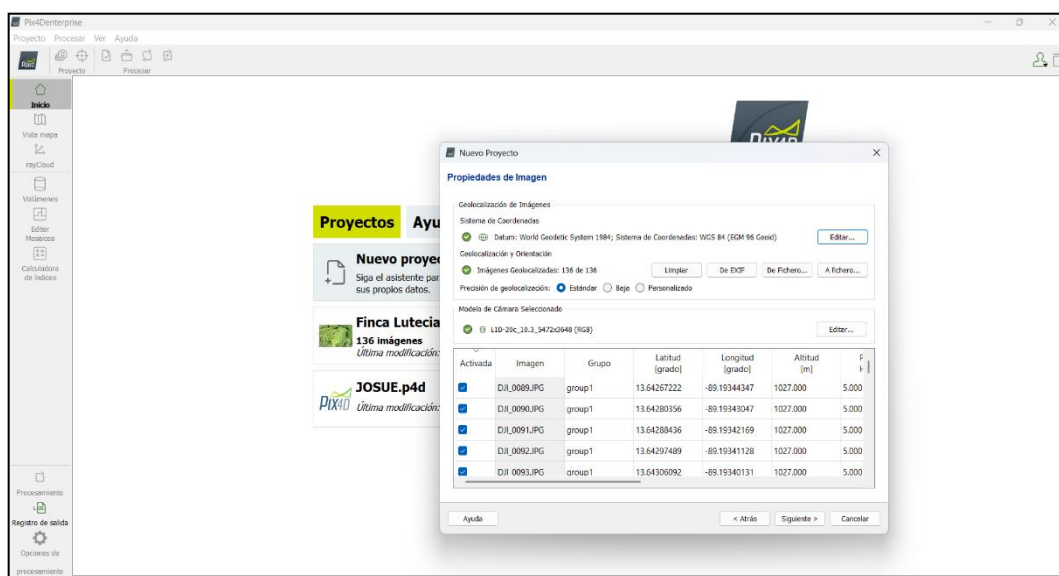 Pix4Denterprise
Proyecto Procesar Ver Ayuda
Proyecto Procesar
Inicio
Vista mapa
rayCloud
Volúmenes
Editor
Mosaicos
Calculadora
de índices
Procesamiento
Registro de salida
Opciones de
procesamiento
Proyectos Ayu
Nuevo proyec
Siga el asistente par
sus propios datos.
Finca Lutecia
136 imágenes
Última modificación:
JOSUE.p4d
Última modificación:
PIX4D
Nuevo Proyecto
Propiedades de Imagen
Geolocalización de Imágenes
Sistema de Coordenadas
Datum: World Geodetic System 1984; Sistema de Coordenadas: WGS 84 (EGM 96 Geoid) Editar...
Geolocalización y Orientación
Imágenes Geolocalizadas: 136 de 136 Limpiar De EXIF De Fichero... A fichero...
Precisión de geolocalización: Estándar Baja Personalizado
Modelo de Cámara Seleccionado
L1D-20c_10.3_5472x3648 (RGB) Editar...
Activada Imagen Grupo Latitud [grado] Longitud [grado] Altitud [m]
DJI_0089.JPG group1 13.64267222 -89.19344347 1027.000 5.000
DJI_0090.JPG group1 13.64280356 -89.19343047 1027.000 5.000
DJI_0091.JPG group1 13.64288436 -89.19342169 1027.000 5.000
DJI_0092.JPG group1 13.64297489 -89.19341128 1027.000 5.000
DJI_0093.JPG group1 13.64306092 -89.19340131 1027.000 5.000
Ayuda < Atrás Siguiente > Cancelar